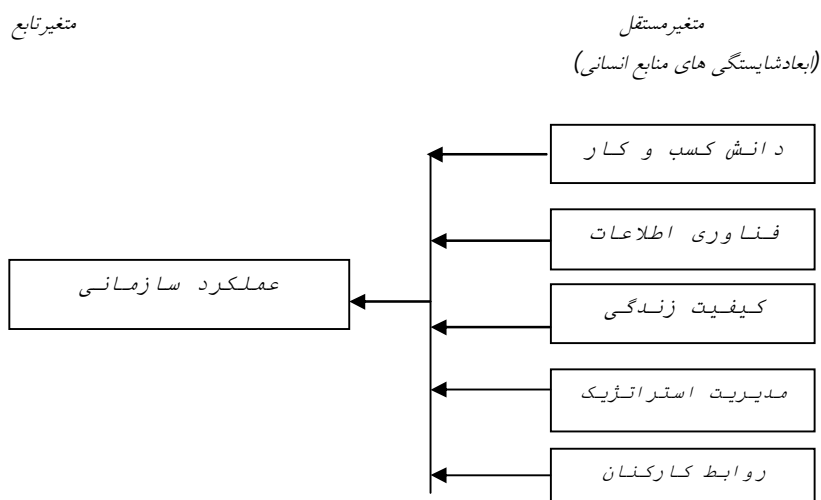 متغیرمستقل
متغیرتابع
(ابعادشایستگی های منابع انسانی)
دانش کسب و کار
فناوری اطلاعات
کیفیت زندگی
عملکرد سازمانی
مدیریت استراتژیک
روابط کارکنان